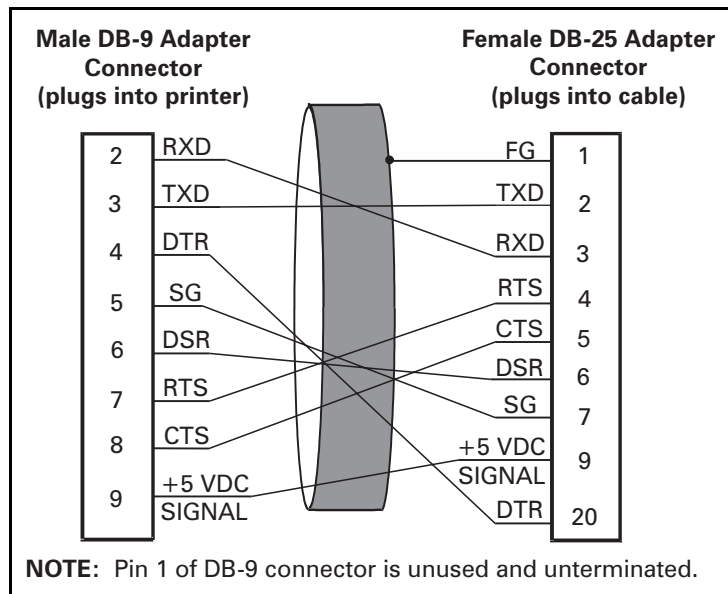 Male DB-9 Adapter
Connector
(plugs into printer)
Female DB-25 Adapter
Connector
(plugs into cable)
2 RXD
3 TXD
4 DTR
5 SG
6 DSR
7 RTS
8 CTS
9 +5 VDC
SIGNAL
FG 1
TXD 2
RXD 3
RTS 4
CTS 5
DSR 6
SG 7
+5 VDC 9
SIGNAL
DTR 20
NOTE: Pin 1 of DB-9 connector is unused and unterminated.